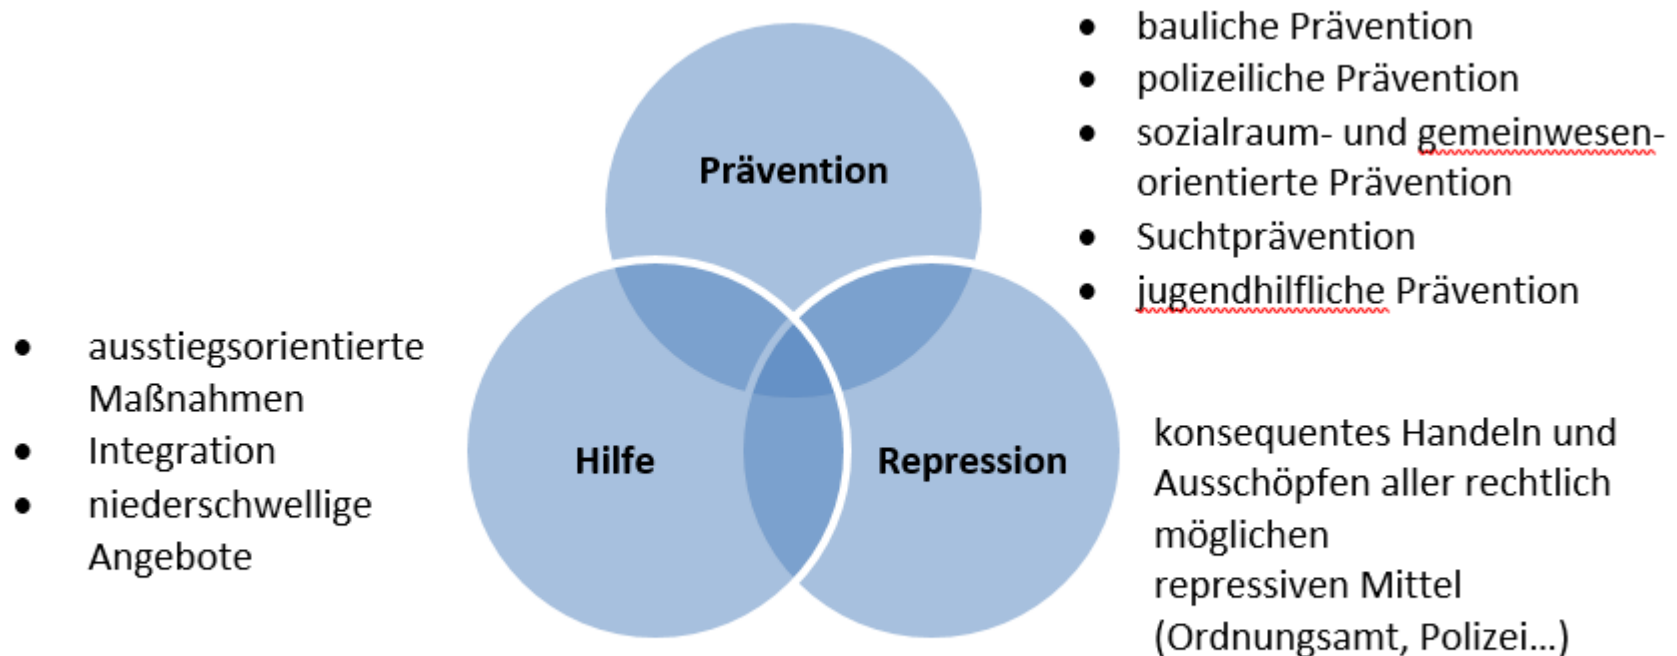 Prävention
• bauliche Prävention
• polizeiliche Prävention
• sozialraum- und gemeinwesen-
orientierte Prävention
• Suchtprävention
• jugendhilfliche Prävention
• ausstiegsorientierte
Maßnahmen
• Integration
• niederschwellige
Angebote
Hilfe
Repression
konsequentes Handeln und
Ausschöpfen aller rechtlich
möglichen
repressiven Mittel
(Ordnungsamt, Polizei…)